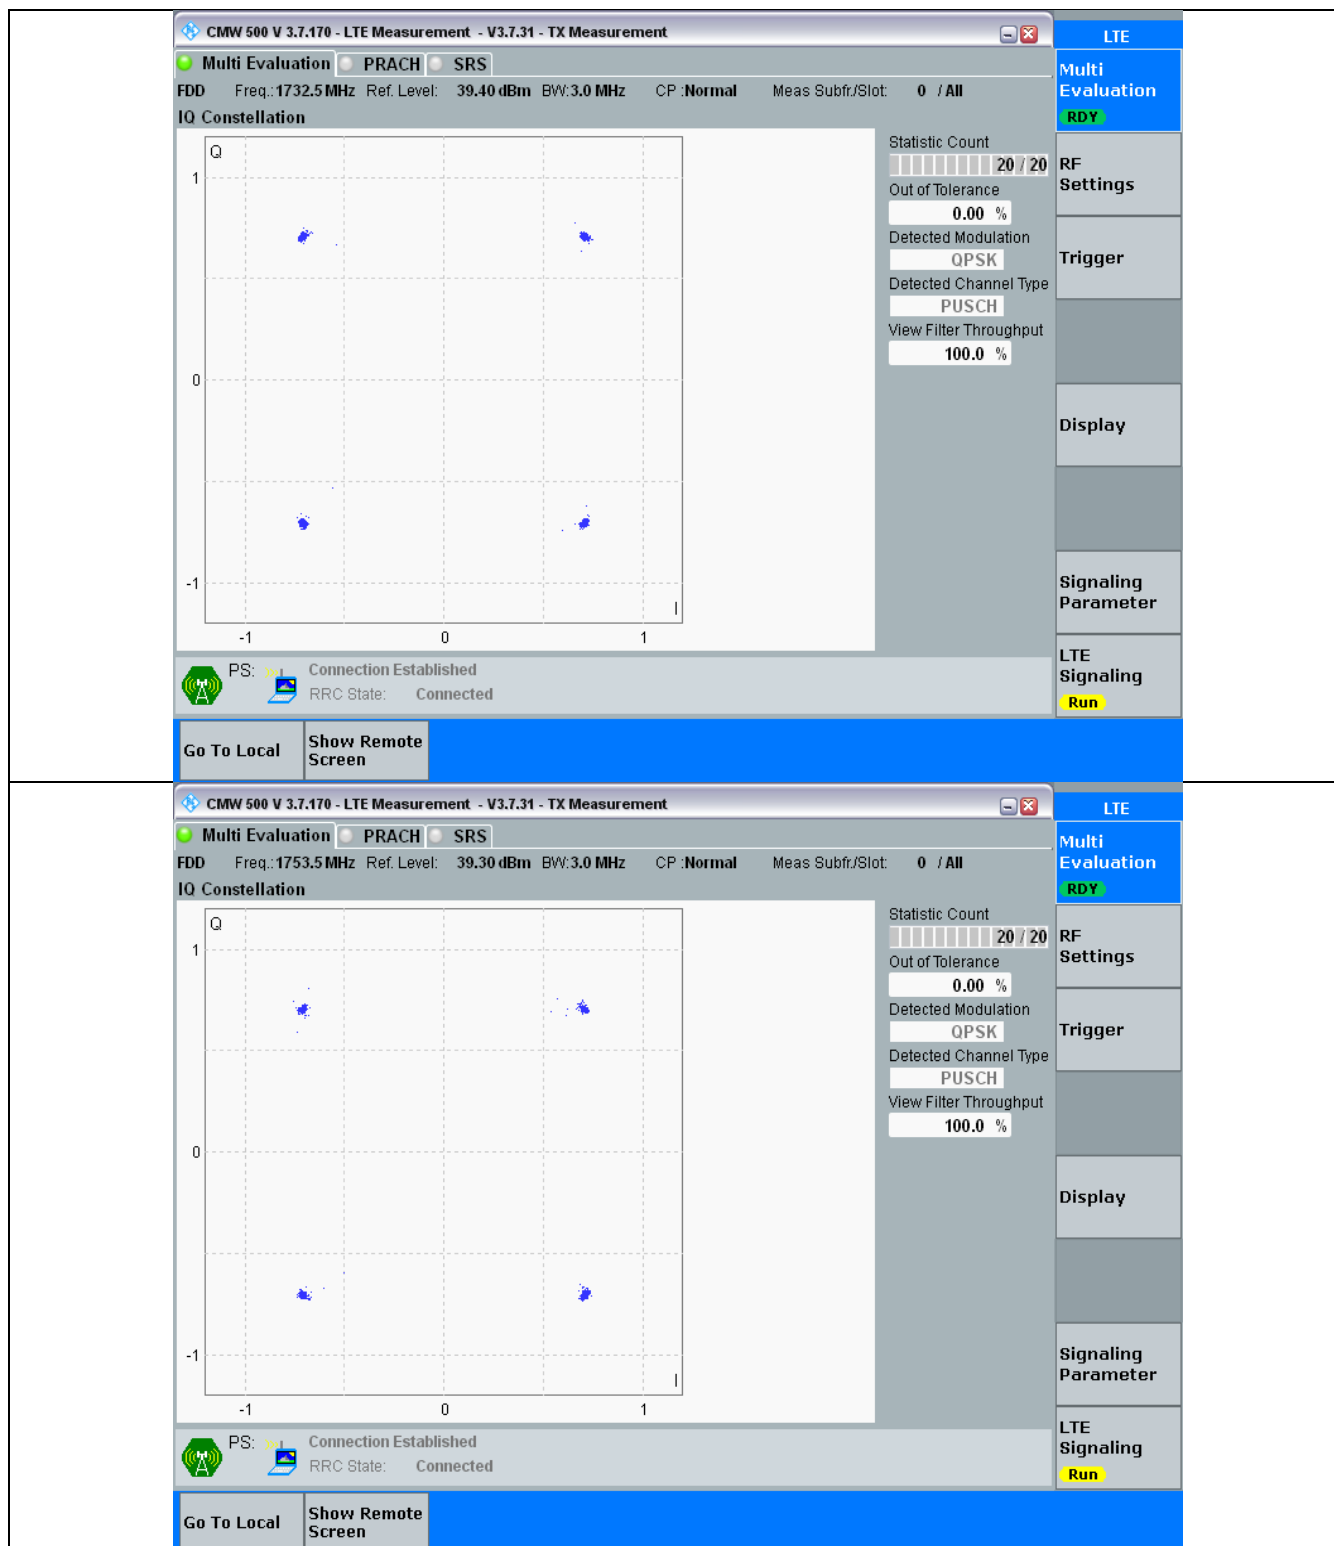 CMW 500 V 3.7.170 - LTE Measurement - V3.7.31 - TX Measurement
LTE
Multi Evaluation PRACH SRS
FDD Freq.: 1732.5 MHz Ref. Level: 39.40 dBm BW: 3.0 MHz CP : Normal Meas Subfr./Slot: 0 / All
IQ Constellation
Q
1
0
-1
I
-1 0 1
Statistic Count
20 / 20
Out of Tolerance
0.00 %
Detected Modulation
QPSK
Detected Channel Type
PUSCH
View Filter Throughput
100.0 %
Multi
Evaluation
RDY
RF
Settings
Trigger
Display
Signaling
Parameter
LTE
Signaling
Run
PS: Connection Established
RRC State: Connected
Go To Local
Show Remote
Screen
CMW 500 V 3.7.170 - LTE Measurement - V3.7.31 - TX Measurement
LTE
Multi Evaluation PRACH SRS
FDD Freq.: 1753.5 MHz Ref. Level: 39.30 dBm BW: 3.0 MHz CP : Normal Meas Subfr./Slot: 0 / All
IQ Constellation
Q
1
0
-1
I
-1 0 1
Statistic Count
20 / 20
Out of Tolerance
0.00 %
Detected Modulation
QPSK
Detected Channel Type
PUSCH
View Filter Throughput
100.0 %
Multi
Evaluation
RDY
RF
Settings
Trigger
Display
Signaling
Parameter
LTE
Signaling
Run
PS: Connection Established
RRC State: Connected
Go To Local
Show Remote
Screen